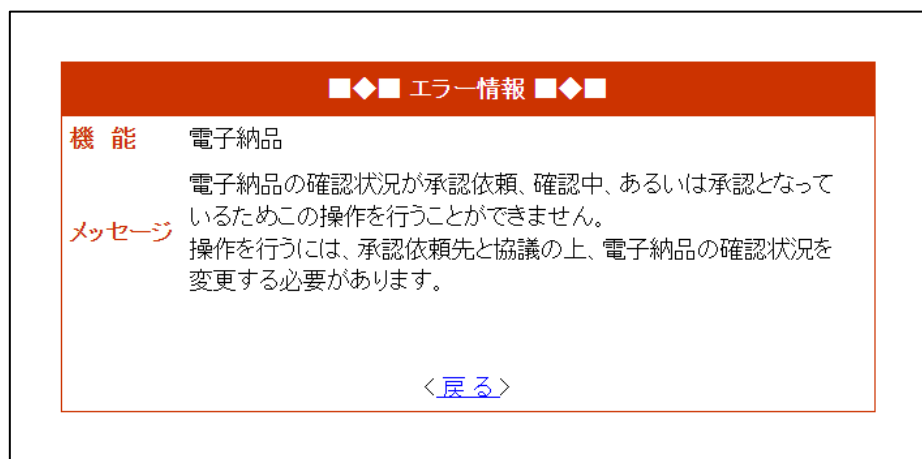 ■◆■ エラー情報 ■◆■
機 能 電子納品
電子納品の確認状況が承認依頼、確認中、あるいは承認となって
いるためこの操作を行うことができません。
メッセージ
操作を行うには、承認依頼先と協議の上、電子納品の確認状況を
変更する必要があります。
<戻る>